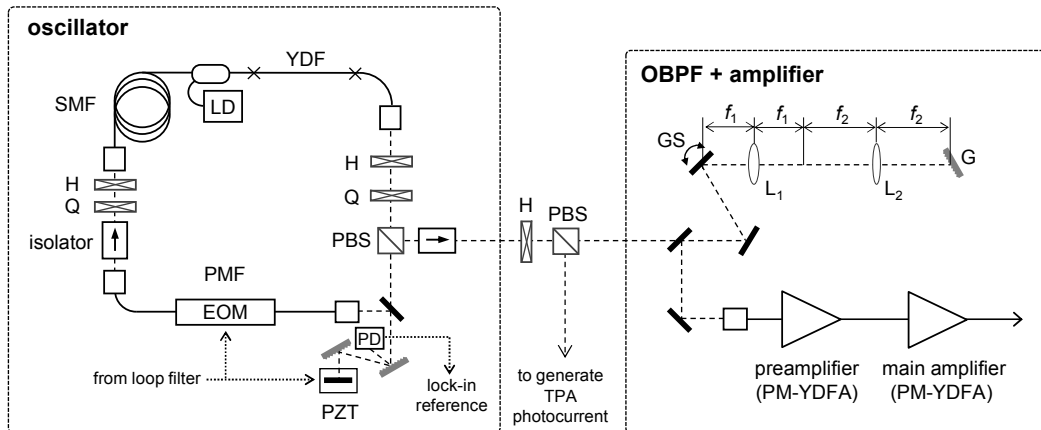 oscillator
YDF
SMF
LD
H
Q
isolator
H
Q
PBS
PMF
EOM
PD
from loop filter
PZT
lock-in
reference
H
PBS
to generate
TPA
photocurrent
OBPF + amplifier
f1 f1 f2 f2
GS
G
L1
L2
preamplifier
(PM-YDFA)
main amplifier
(PM-YDFA)